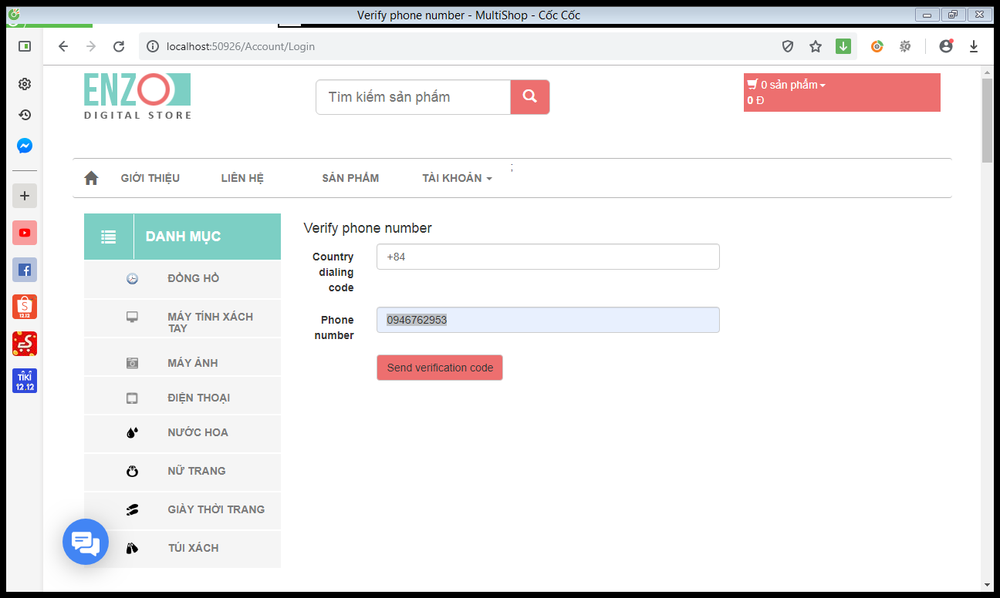 Verify phone number - MultiShop - Cốc Cốc
localhost:50926/Account/Login
ENZO
DIGITAL STORE
Tìm kiếm sản phẩm
0 sản phẩm
0 Đ
GIỚI THIỆU
LIÊN HỆ
SẢN PHẨM
TÀI KHOẢN
;
DANH MỤC
ĐỒNG HỒ
MÁY TÍNH XÁCH
TAY
MÁY ẢNH
ĐIỆN THOẠI
NƯỚC HOA
NỮ TRANG
GIÀY THỜI TRANG
TÚI XÁCH
Verify phone number
Country
dialing
code
+84
Phone
number
0946762953
Send verification code
S
12.12
S
TIKI
12.12